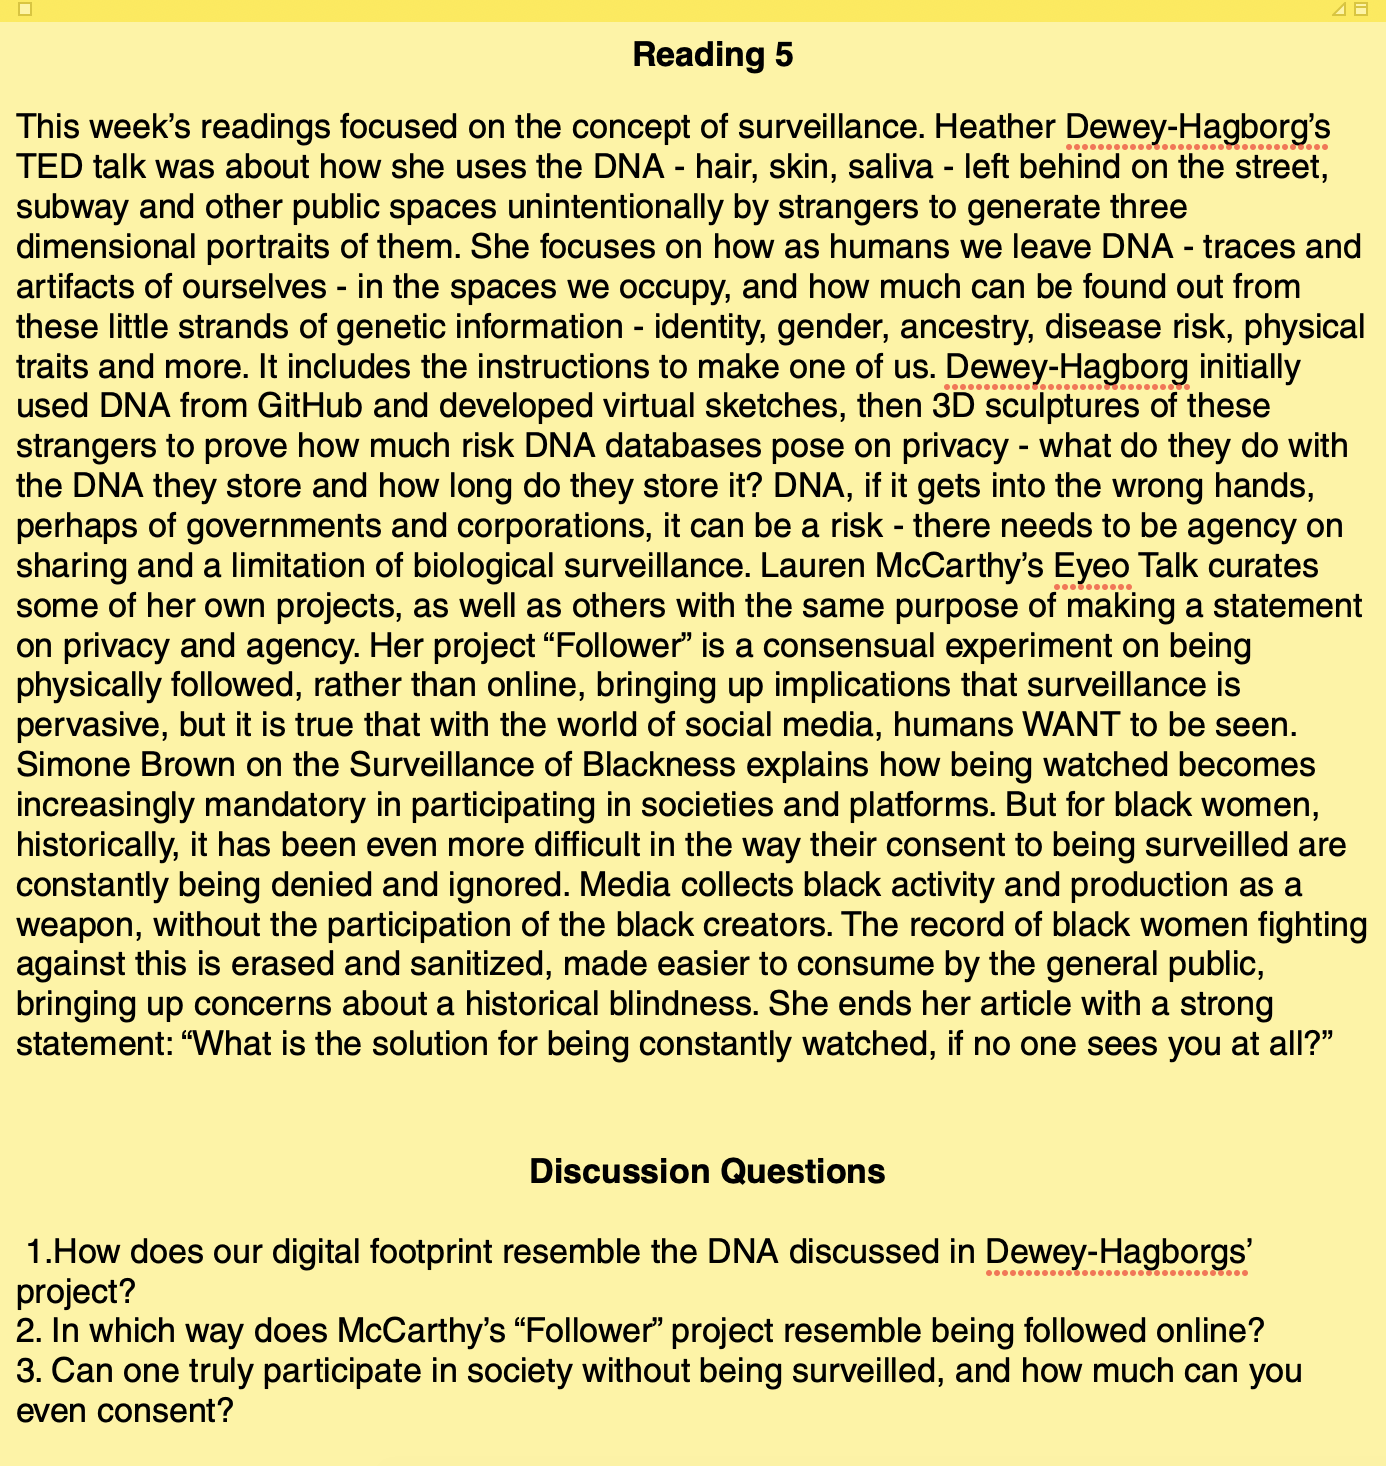 Reading 5
This week’s readings focused on the concept of surveillance. Heather Dewey-Hagborg’s
TED talk was about how she uses the DNA - hair, skin, saliva - left behind on the street,
subway and other public spaces unintentionally by strangers to generate three
dimensional portraits of them. She focuses on how as humans we leave DNA - traces and
artifacts of ourselves - in the spaces we occupy, and how much can be found out from
these little strands of genetic information - identity, gender, ancestry, disease risk, physical
traits and more. It includes the instructions to make one of us. Dewey-Hagborg initially
used DNA from GitHub and developed virtual sketches, then 3D sculptures of these
strangers to prove how much risk DNA databases pose on privacy - what do they do with
the DNA they store and how long do they store it? DNA, if it gets into the wrong hands,
perhaps of governments and corporations, it can be a risk - there needs to be agency on
sharing and a limitation of biological surveillance. Lauren McCarthy’s Eyeo Talk curates
some of her own projects, as well as others with the same purpose of making a statement
on privacy and agency. Her project “Follower” is a consensual experiment on being
physically followed, rather than online, bringing up implications that surveillance is
pervasive, but it is true that with the world of social media, humans WANT to be seen.
Simone Brown on the Surveillance of Blackness explains how being watched becomes
increasingly mandatory in participating in societies and platforms. But for black women,
historically, it has been even more difficult in the way their consent to being surveilled are
constantly being denied and ignored. Media collects black activity and production as a
weapon, without the participation of the black creators. The record of black women fighting
against this is erased and sanitized, made easier to consume by the general public,
bringing up concerns about a historical blindness. She ends her article with a strong
statement: “What is the solution for being constantly watched, if no one sees you at all?”
Discussion Questions
1.How does our digital footprint resemble the DNA discussed in Dewey-Hagborgs’
project?
2. In which way does McCarthy’s “Follower” project resemble being followed online?
3. Can one truly participate in society without being surveilled, and how much can you
even consent?